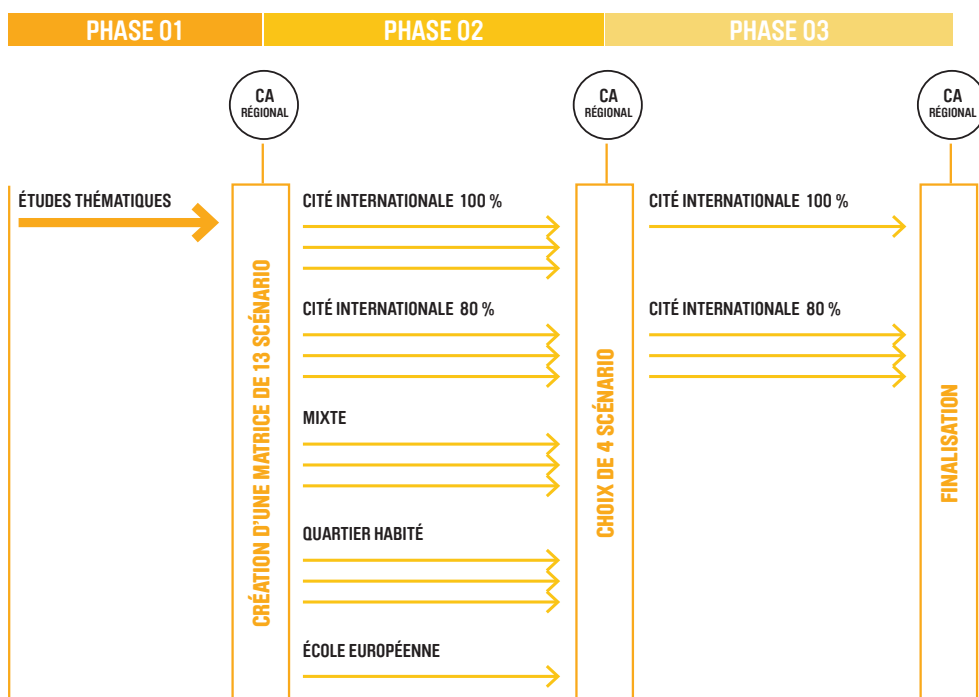 PHASE 01
PHASE 02
PHASE 03
CA
RÉGIONAL
CA
RÉGIONAL
CA
RÉGIONAL
ÉTUDES THÉMATIQUES
CRÉATION D'UNE MATRICE DE 13 SCÉNARIO
CITÉ INTERNATIONALE 100 %
CITÉ INTERNATIONALE 80 %
MIXTE
QUARTIER HABITÉ
ÉCOLE EUROPÉENNE
CHOIX DE 4 SCÉNARIO
CITÉ INTERNATIONALE 100 %
CITÉ INTERNATIONALE 80 %
FINALISATION